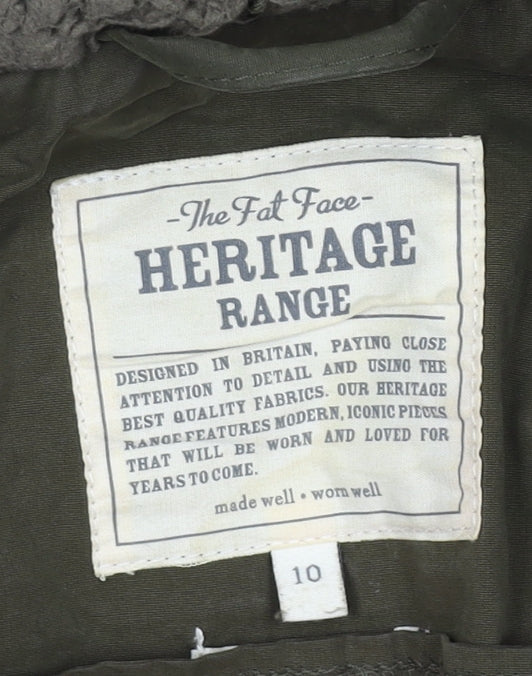 -The Fat Face-
HERITAGE
RANGE
DESIGNED IN BRITAIN, PAYING CLOSE
ATTENTION TO DETAIL AND USING THE
BEST QUALITY FABRICS. OUR HERITAGE
RANGE FEATURES MODERN, ICONIC PIECES
THAT WILL BE WORN AND LOVED FOR
YEARS TO COME.
made well • worn well
10